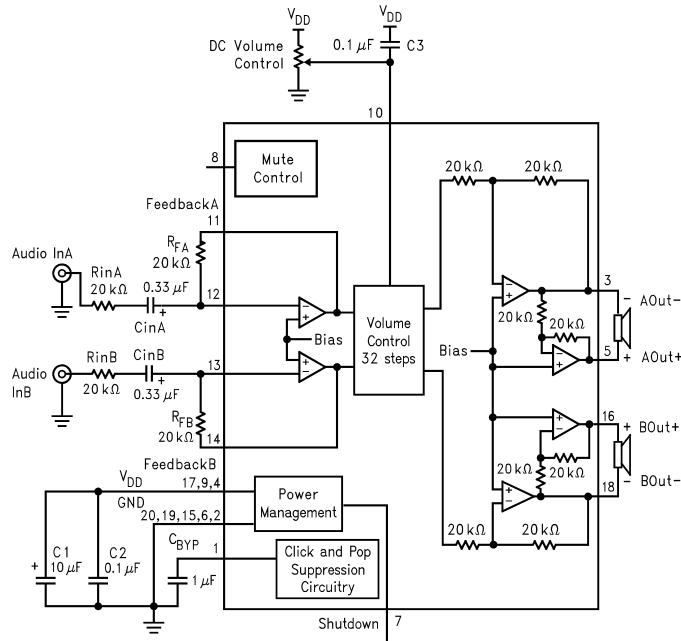 VDD
VDD
DC Volume
Control
0.1 μF
C3
10
8
Mute
Control
FeedbackA
11
20 kΩ
20 kΩ
Audio InA
RinA
20 kΩ
0.33 μF
CinA
+
RFA
20 kΩ
12
−
+
Bias
Volume
Control
32 steps
−
+
20 kΩ
20 kΩ
−
+
3
− AOut−
5
+ AOut+
Bias
Audio
InB
RinB
20 kΩ
CinB
+
0.33 μF
13
+
−
RFB
20 kΩ
14
FeedbackB
+
−
16
+ BOut+
20 kΩ
20 kΩ
+
−
18
− BOut−
20 kΩ
20 kΩ
VDD
17,9,4
GND
20,19,15,6,2
Power
Management
+
C1
10 μF
C2
0.1 μF
CBYP
1
1 μF
Click and Pop
Suppression
Circuitry
Shutdown
7